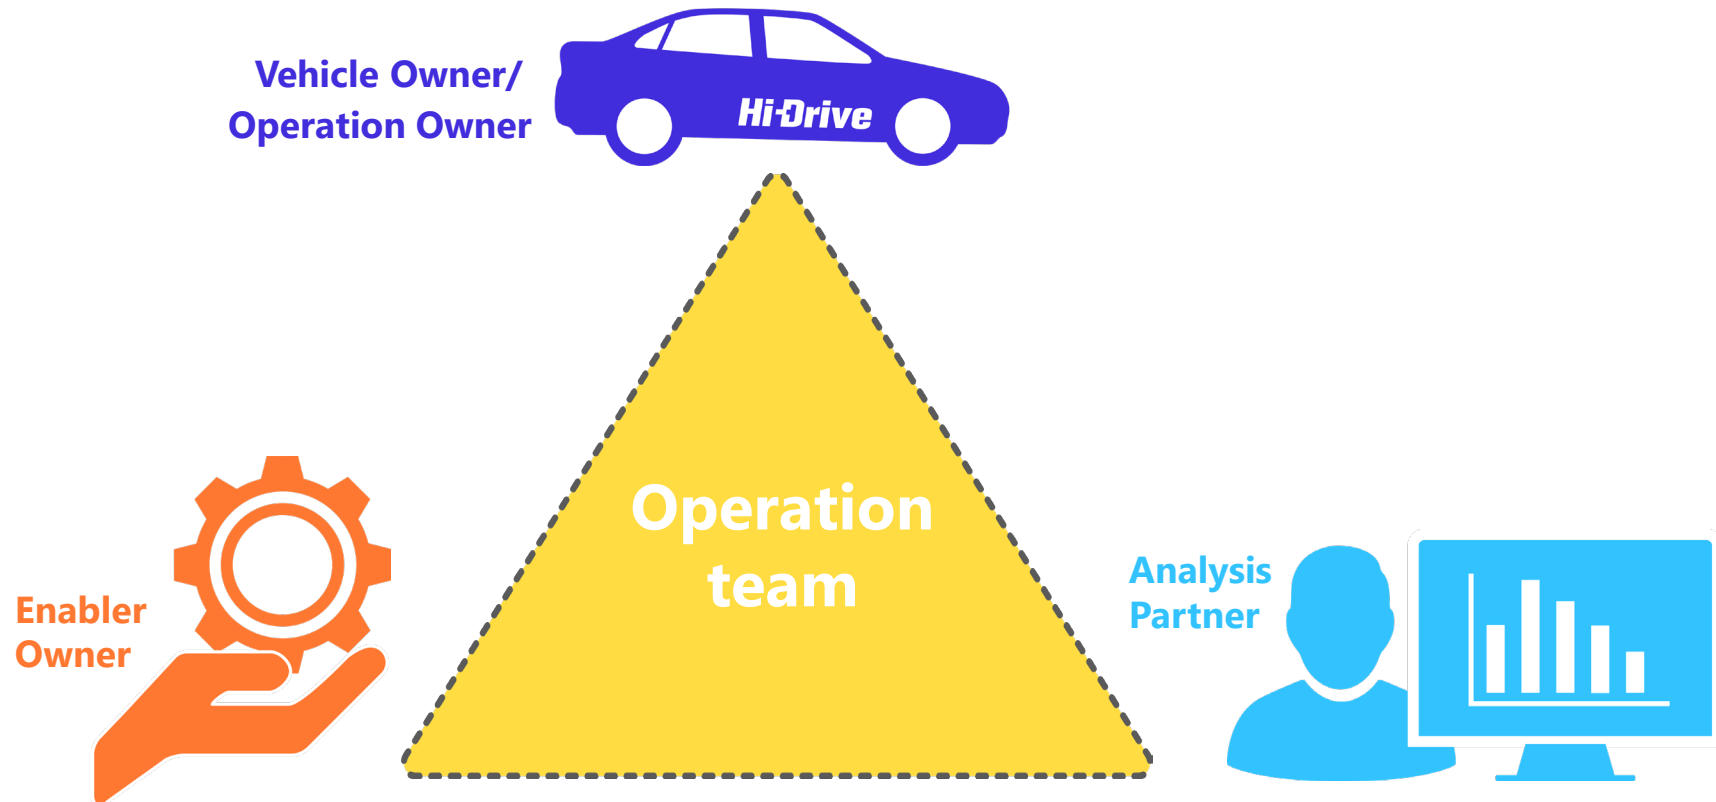 Vehicle Owner/
Operation Owner
Hi-Drive
Operation
team
Enabler
Owner
Analysis
Partner